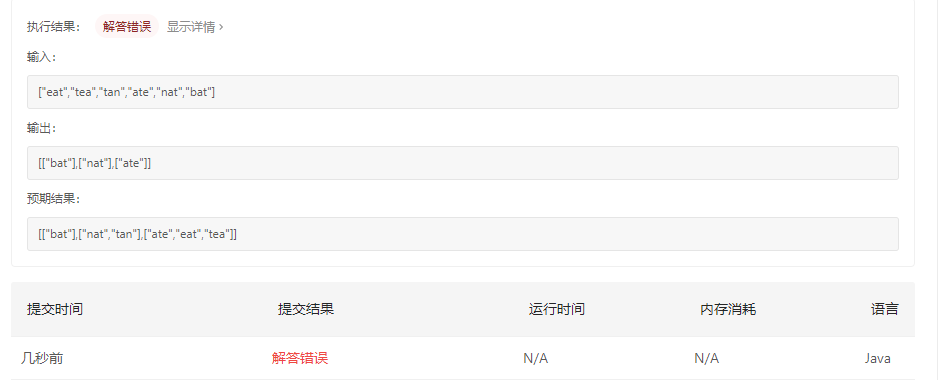 执行结果： 解答错误 显示详情 ›
输入：
["eat","tea","tan","ate","nat","bat"]
输出：
[["bat"],["nat"],["ate"]]
预期结果：
[["bat"],["nat","tan"],["ate","eat","tea"]]
提交时间 提交结果 运行时间 内存消耗 语言
几秒前 解答错误 N/A N/A Java